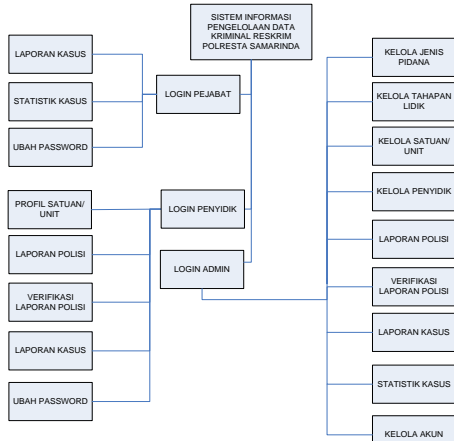 SISTEM INFORMASI
PENGELOLAAN DATA
KRIMINAL RESKRIM
POLRESTA SAMARINDA
LAPORAN KASUS
STATISTIK KASUS
UBAH PASSWORD
LOGIN PEJABAT
PROFIL SATUAN/
UNIT
LAPORAN POLISI
VERIFIKASI
LAPORAN POLISI
LAPORAN KASUS
UBAH PASSWORD
LOGIN PENYIDIK
LOGIN ADMIN
KELOLA JENIS
PIDANA
KELOLA TAHAPAN
LIDIK
KELOLA SATUAN/
UNIT
KELOLA PENYIDIK
LAPORAN POLISI
VERIFIKASI
LAPORAN POLISI
LAPORAN KASUS
STATISTIK KASUS
KELOLA AKUN